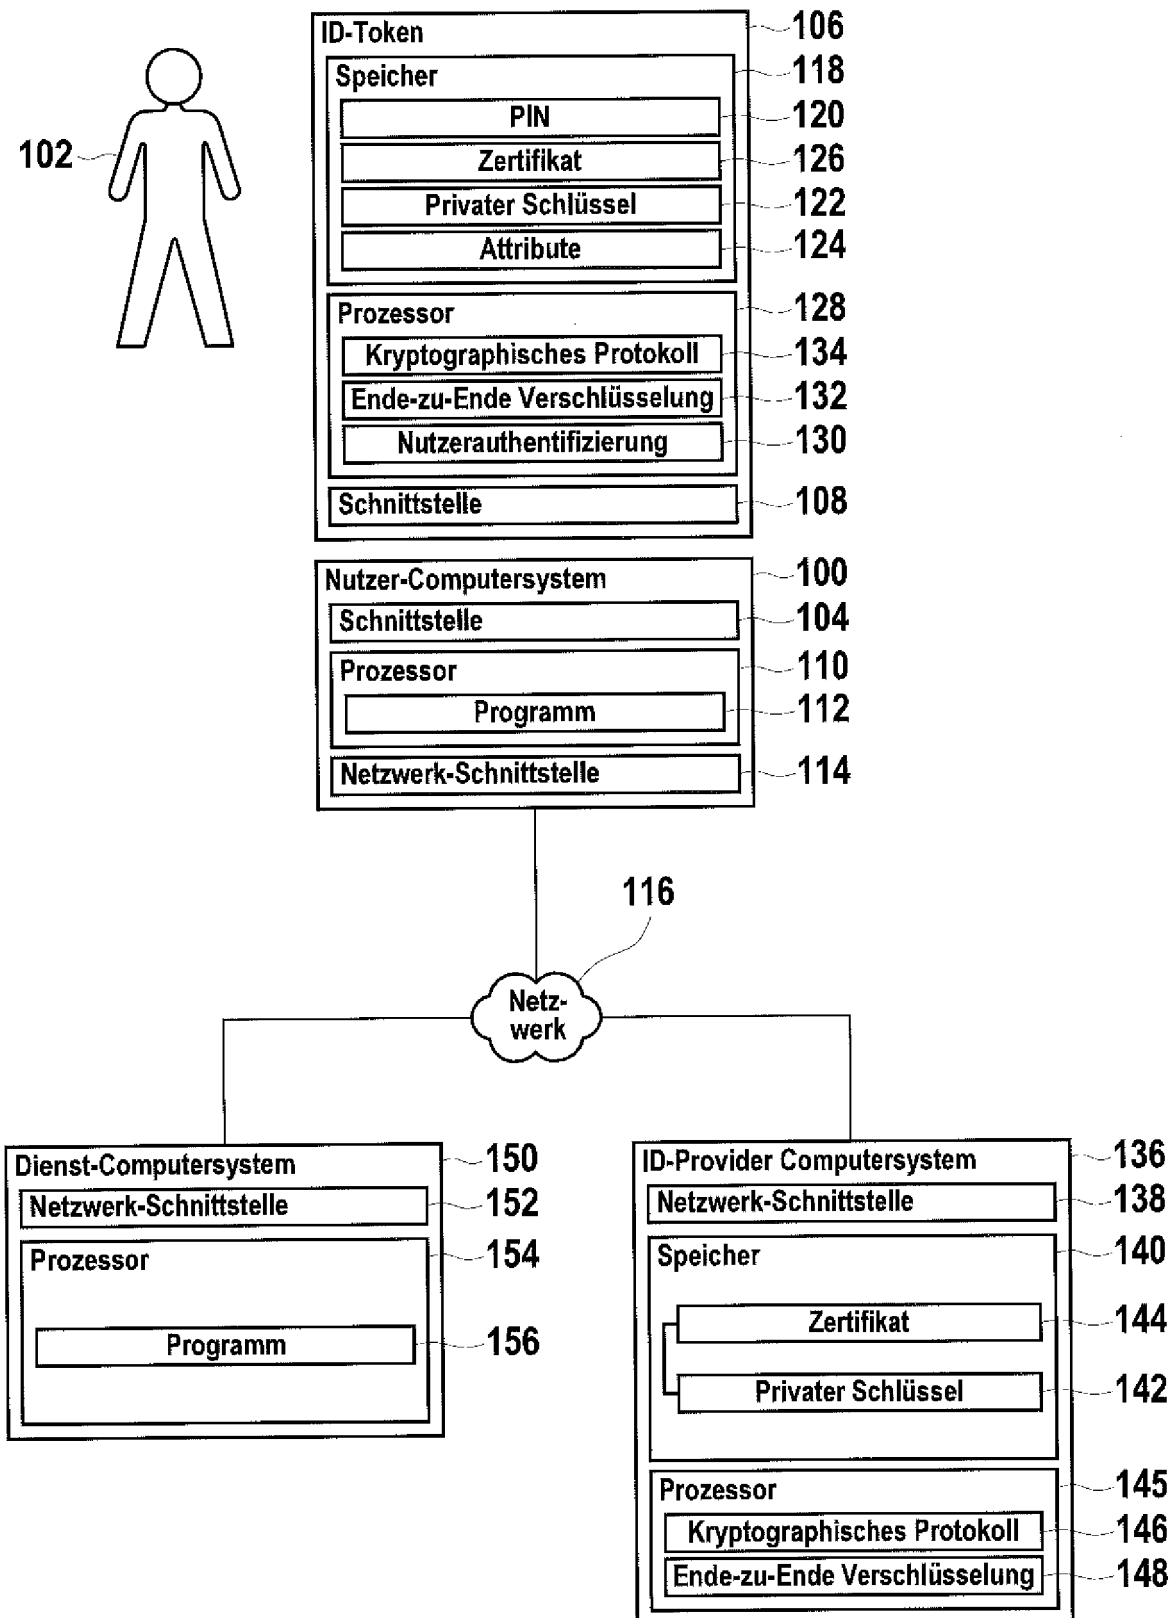 ID-Token 106
Speicher 118
PIN 120
102
Zertifikat 126
Privater Schlüssel 122
Attribute 124
Prozessor 128
Kryptographisches Protokoll 134
Ende-zu-Ende Verschlüsselung 132
Nutzerauthentifizierung 130
Schnittstelle 108
Nutzer-Computersystem 100
Schnittstelle 104
Prozessor 110
Programm 112
Netzwerk-Schnittstelle 114
116
Netz-
werk
Dienst-Computersystem 150
Netzwerk-Schnittstelle 152
Prozessor 154
Programm 156
ID-Provider Computersystem 136
Netzwerk-Schnittstelle 138
Speicher 140
Zertifikat 144
Privater Schlüssel 142
Prozessor 145
Kryptographisches Protokoll 146
Ende-zu-Ende Verschlüsselung 148